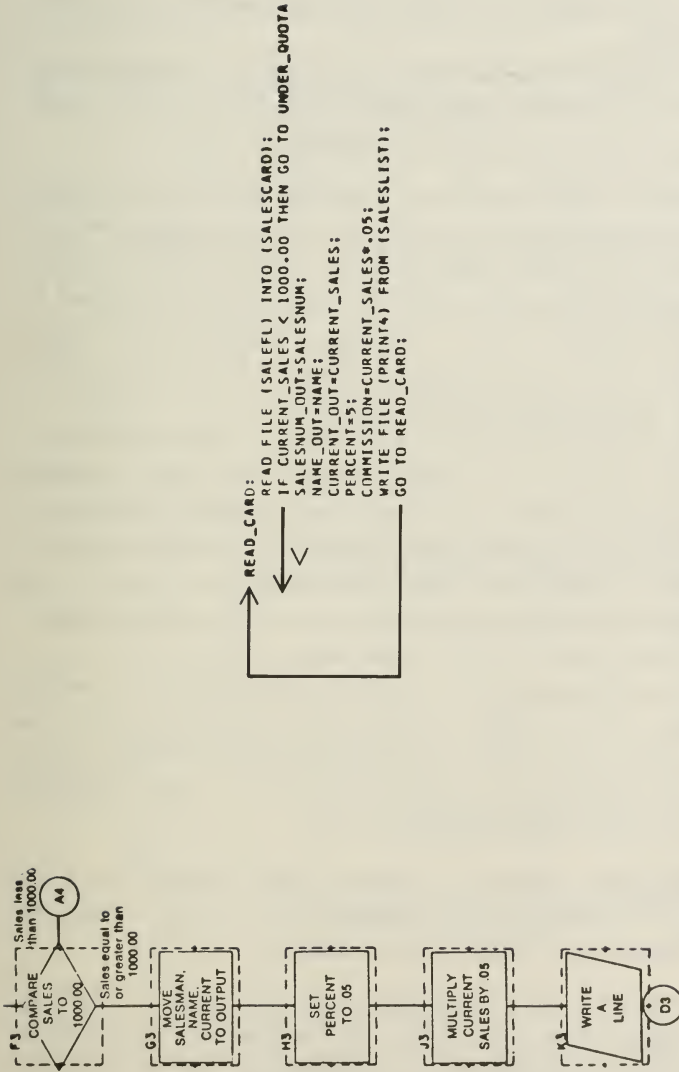 F3
COMPARE
SALES
TO
1000.00
Sales less
than 1000.00
A4
Sales equal to
or greater than
1000 00
G3
MOVE
SALESMAN,
NAME,
CURRENT
TO OUTPUT
H3
SET
PERCENT
TO .05
J3
MULTIPLY
CURRENT
SALES BY .05
K3
WRITE
A
LINE
D3
READ_CARD:
READ FILE (SALEFL) INTO (SALESCARD);
IF CURRENT_SALES < 1000.00 THEN GO TO UNDER_QUOTA
SALESNUM_OUT=SALESNUM;
NAME_OUT=NAME;
CURRENT_OUT=CURRENT_SALES;
PERCENT=5;
COMMISSION=CURRENT_SALES*.05;
WRITE FILE (PRINT4) FROM (SALESLIST);
GO TO READ_CARD;
<